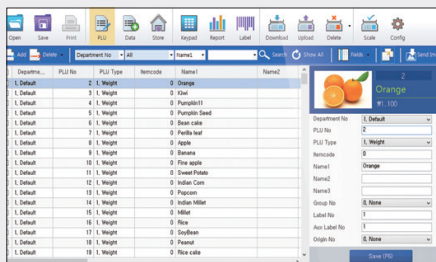 Open Save Print PLU Data Store Keypad Report Label Download Upload Delete Scale Config
Add Delete Department No All Name1 Search Show All Fields Send Im
Departme... PLU No PLU Type Itemcode Name1 Name2
1, Default 2 1, Weight 0 Orange
1, Default 3 1, Weight 0 Kiwi
1, Default 4 1, Weight 0 Pumpkin11
1, Default 5 1, Weight 0 Pumpkin Seed
1, Default 6 1, Weight 0 Bean cake
1, Default 7 1, Weight 0 Perilla leaf
1, Default 8 1, Weight 0 Apple
1, Default 9 1, Weight 0 Banana
1, Default 10 1, Weight 0 Fine apple
1, Default 11 1, Weight 0 Sweet Potato
1, Default 12 1, Weight 0 Indian Corn
1, Default 13 1, Weight 0 Popcorn
1, Default 14 1, Weight 0 Indian Millet
1, Default 15 1, Weight 0 Millet
1, Default 16 1, Weight 0 Rice
1, Default 17 1, Weight 0 SoyBean
1, Default 18 1, Weight 0 Peanut
1, Default 19 1, Weight 0 Rice cake
2
Orange
₩1,100
Department No 1, Default
PLU No 2
PLU Type 1, Weight
Itemcode 0
Name1 Orange
Name2
Name3
Group No 0, None
Label No 1
Aux Label No 1
Origin No 0, None
Save (F6)